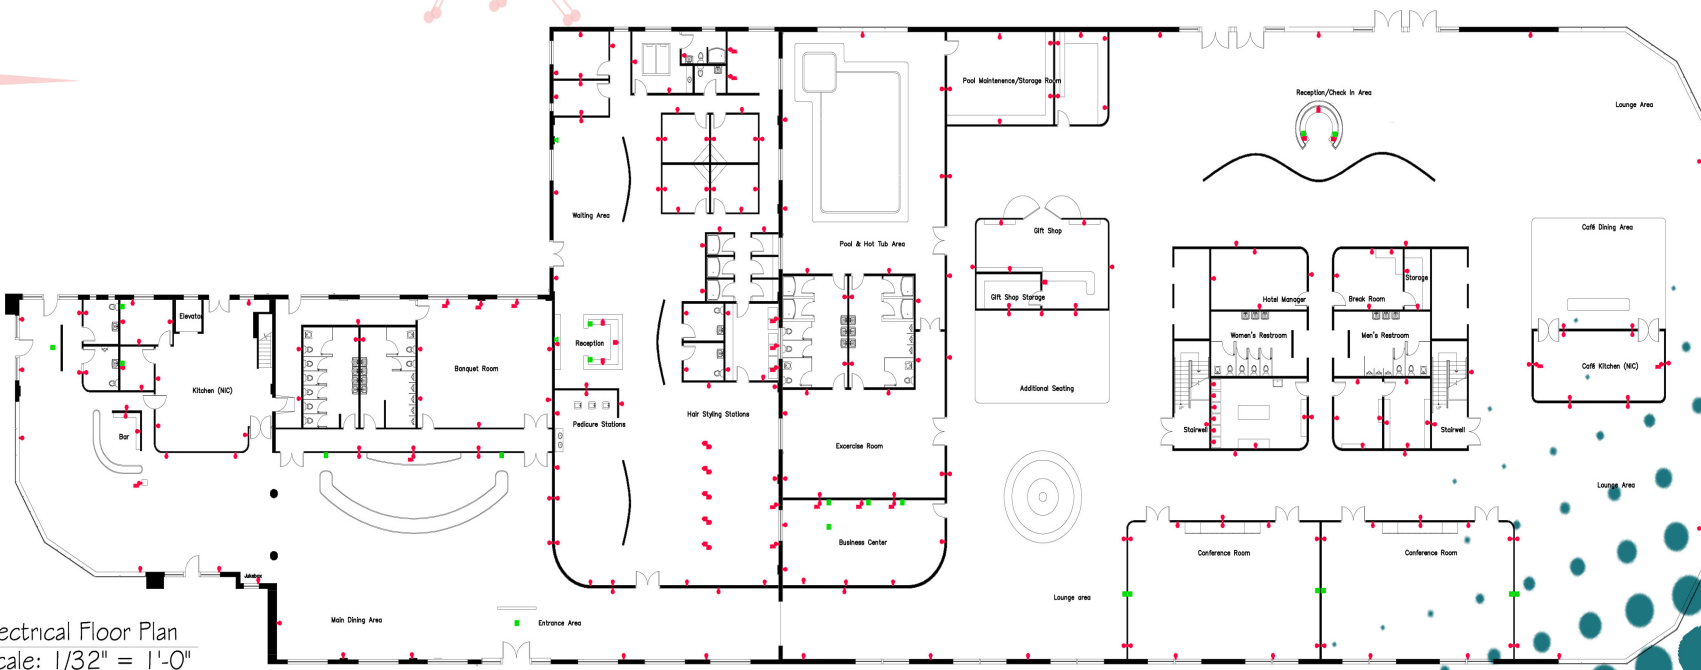 Pool Maintenence/Storage Room
Reception/Check in Area
Lounge Area
Waiting Area
Pool & Hot Tub Area
Gift Shop
Café Dining Area
Gift Shop Storage
Hotel Manager
Break Room
Storage
Elevator
Reception
Women's Restroom
Men's Restroom
Banquet Room
Kitchen (NIC)
Café Kitchen (NIC)
Additional Seating
Hair Styling Stations
Pedicure Stations
Bar
Stairwell
Stairwell
Excercise Room
Lounge Area
Business Center
Conference Room
Conference Room
Jukebox
Lounge area
Main Dining Area
Entrance Area
ectrical Floor Plan
cale: 1/32" = 1'-0"